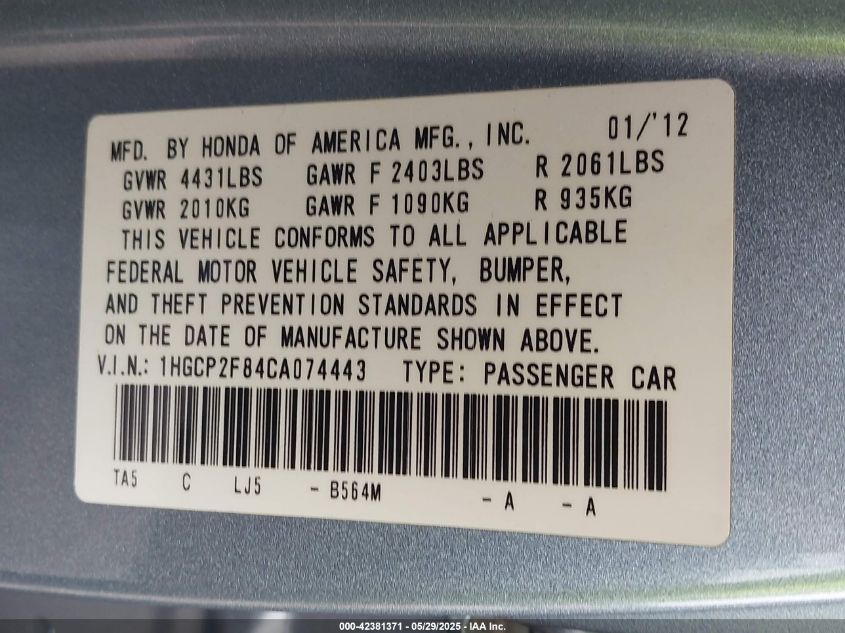 MFD. BY HONDA OF AMERICA MFG., INC. 01/'12
GVWR 4431LBS GAWR F 2403LBS R 2061LBS
GVWR 2010KG GAWR F 1090KG R 935KG
THIS VEHICLE CONFORMS TO ALL APPLICABLE
FEDERAL MOTOR VEHICLE SAFETY, BUMPER,
AND THEFT PREVENTION STANDARDS IN EFFECT
ON THE DATE OF MANUFACTURE SHOWN ABOVE.
V.I.N.: 1HGCP2F84CA074443 TYPE: PASSENGER CAR
TA5 C LJ5 - B564M - A - A
000-42381371 - 05/29/2025 - IAA Inc.